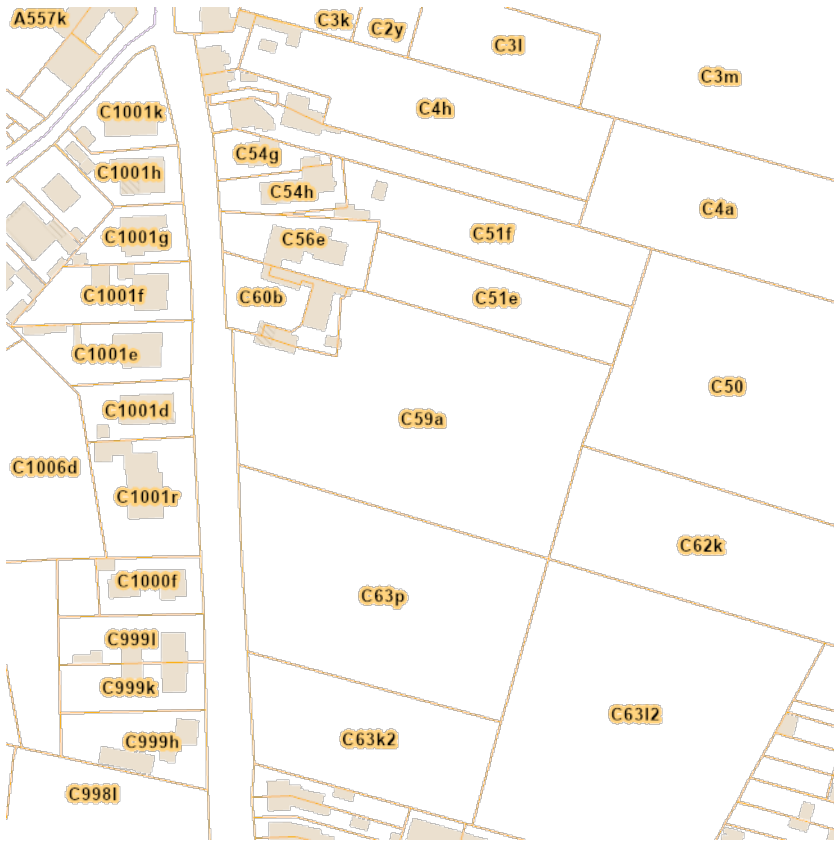 A557k
C3k
C2y
C3l
C3m
C1001k
C4h
C54g
C1001h
C54h
C4a
C1001g
C56e
C51f
C1001f
C60b
C51e
C1001e
C50
C1001d
C59a
C1006d
C1001r
C62k
C1000f
C63p
C999l
C999k
C63l2
C999h
C63k2
C998l